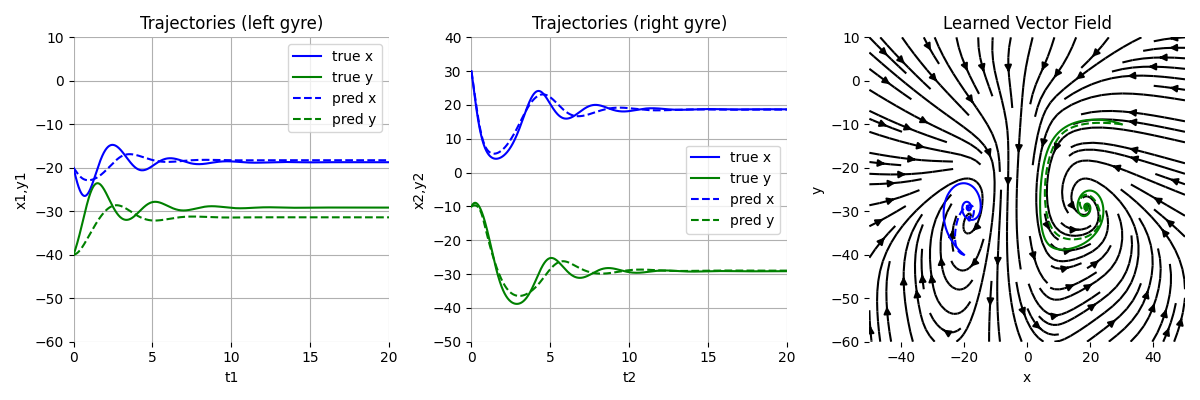 Trajectories (left gyre)
10
0
−10
−20
−30
−40
−50
−60
x1,y1
0
5
10
15
20
t1
true x
true y
pred x
pred y
Trajectories (right gyre)
40
30
20
10
0
−10
−20
−30
−40
−50
x2,y2
0
5
10
15
20
t2
true x
true y
pred x
pred y
Learned Vector Field
10
0
−10
−20
−30
−40
−50
−60
y
−40
−20
0
20
40
x